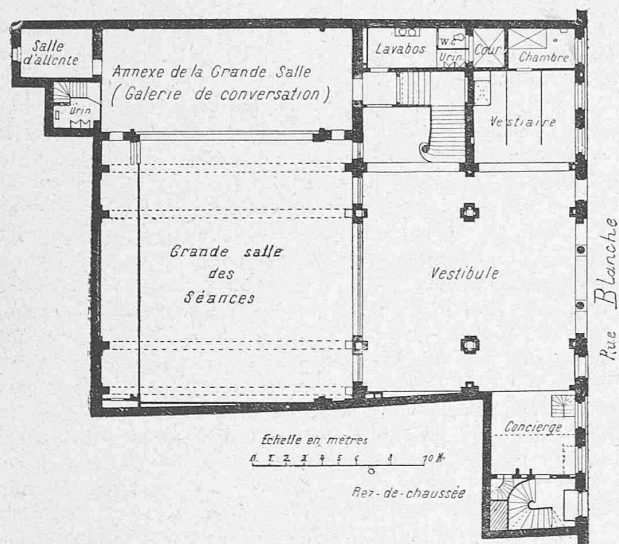 Salle
d'attente
Annexe de la Grande Salle
(Galerie de conversation)
Urin
Lavabos
W.C
Urin
Cour
Chambre
Vestiaire
Grande salle
des
Séances
Vestibule
Rue Blanche
Concierge
Echelle en mètres
0 1 2 3 4 5 6 8 10 M
Rez-de-chaussée